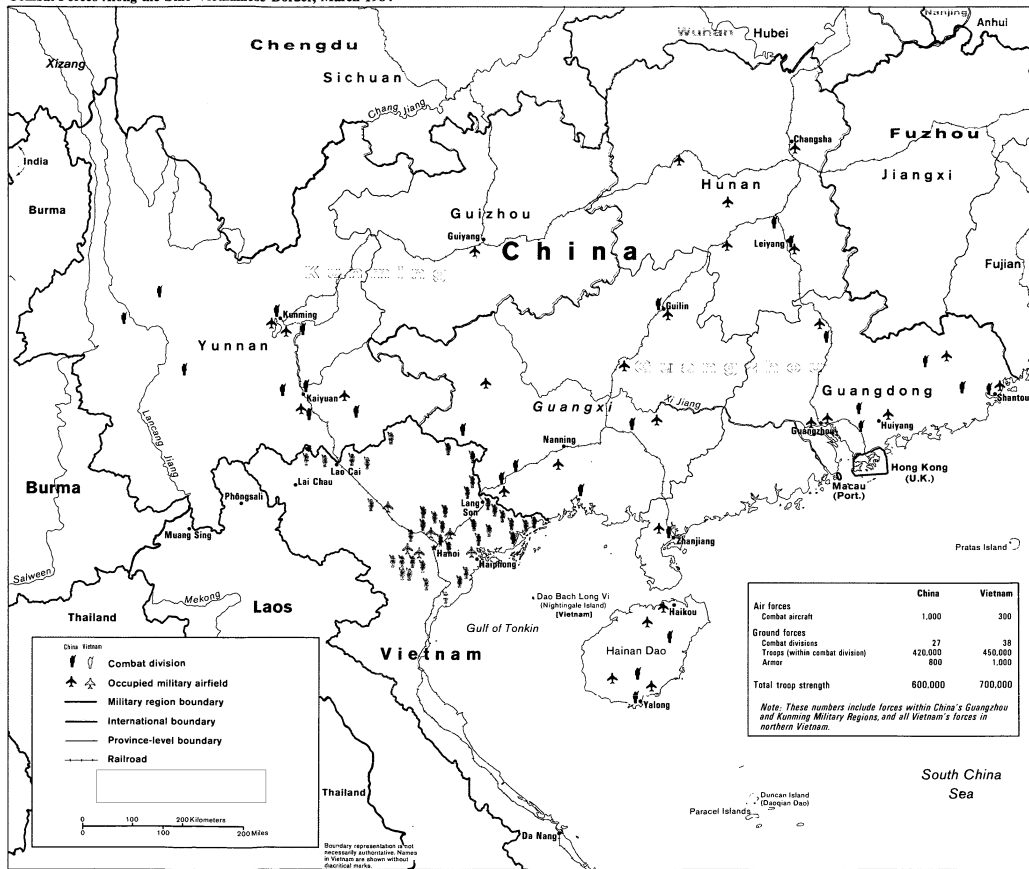 Chengdu
Sichuan
Xizang
Chang Jiang
Wuhan
Hubei
Nanjing
Anhui
Changsha
Fuzhou
Jiangxi
India
Burma
Hunan
Guizhou
Guiyang
China
Leiyang
Fujian
Kunming
Guilin
Kunming
Yunnan
Guangzhou
Guangdong
Shantou
Kaiyuan
Guangxi
Xi Jiang
Huiyang
Lancang Jiang
Nanning
Guangzhou
Hong Kong
(U.K.)
Macau
(Port.)
Lao Cai
Lai Chau
Burma
Phôngsali
Lang
Son
Muang Sing
Hanoi
Haiphong
Zhanjiang
Pratas Island
Salween
Mekong
Thailand
Laos
Dao Bach Long Vi
(Nightingale Island)
[Vietnam]
Haikou
Gulf of Tonkin
Hainan Dao
Vietnam
Yalong
China Vietnam
Air forces
Combat aircraft 1,000 300
Ground forces
Combat divisions 27 38
Troops (within combat division) 420,000 450,000
Armor 800 1,000
Total troop strength 600,000 700,000
Note: These numbers include forces within China's Guangzhou
and Kunming Military Regions, and all Vietnam's forces in
northern Vietnam.
China Vietnam
Combat division
Occupied military airfield
Military region boundary
International boundary
Province-level boundary
Railroad
0 100 200 Kilometers
0 100 200 Miles
Thailand
South China
Sea
Duncan Island
(Daoqian Dao)
Paracel Islands
Da Nang
Boundary representation is not
necessarily authoritative. Names
in Vietnam are shown without
diacritical marks.